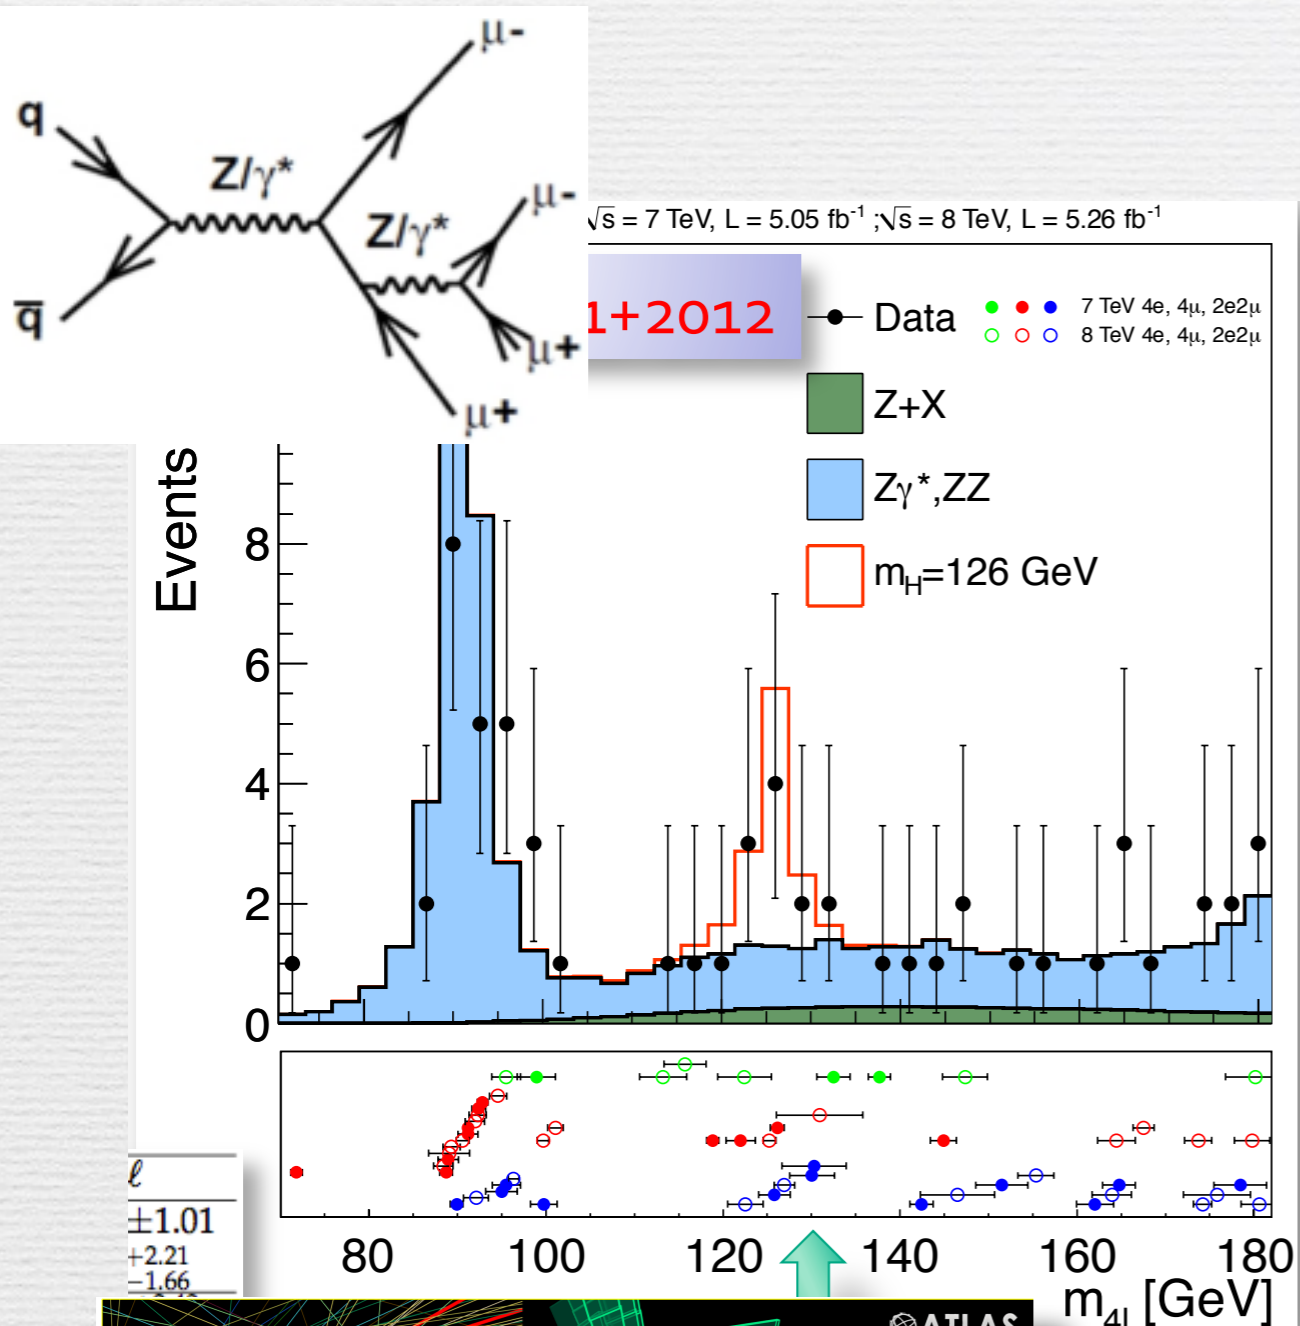 μ-
q
Z/γ*
μ-
Z/γ*
q̅
μ+
μ+
√s = 7 TeV, L = 5.05 fb⁻¹ ;√s = 8 TeV, L = 5.26 fb⁻¹
1+2012
Data
7 TeV 4e, 4μ, 2e2μ
8 TeV 4e, 4μ, 2e2μ
Z+X
Zγ*,ZZ
m_H=126 GeV
Events
8
6
4
2
0
ℓ
±1.01
+2.21
−1.66
80 100 120 140 160 180
m_4l [GeV]
ATLAS